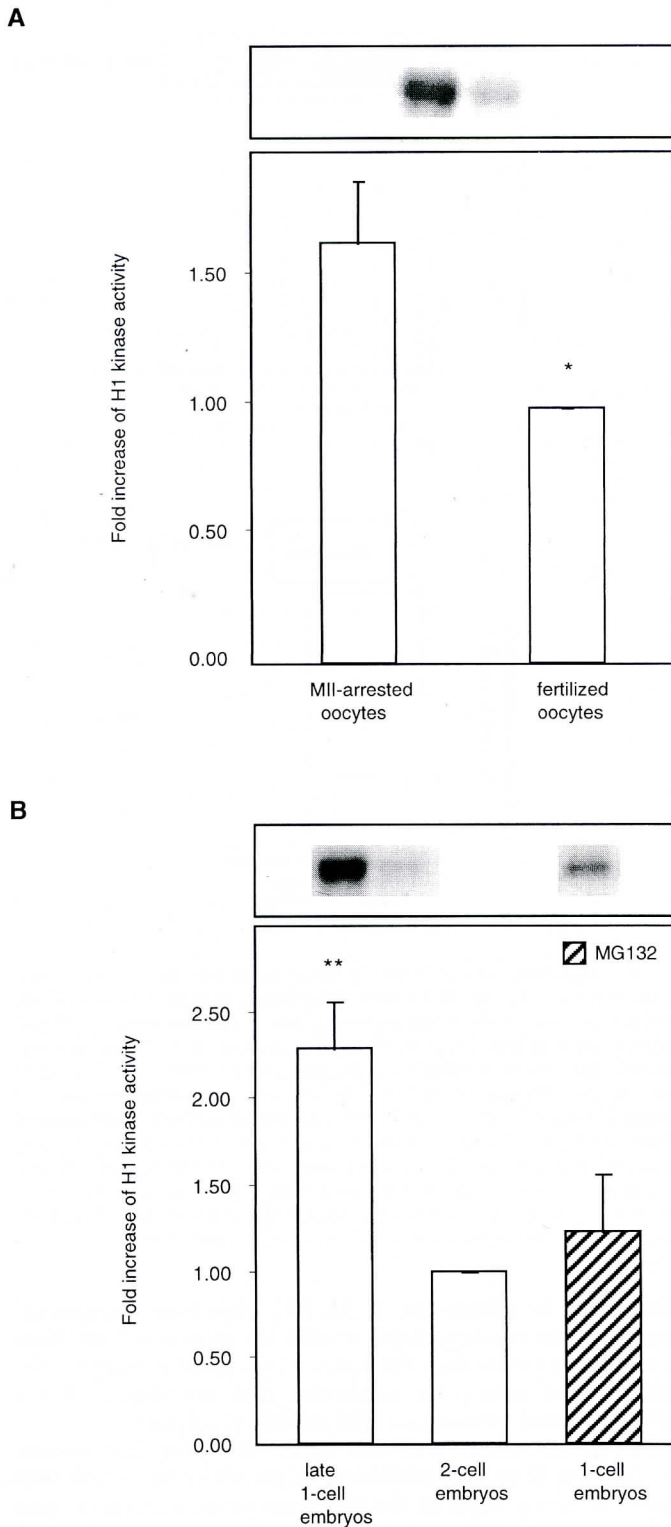 A
Fold increase of H1 kinase activity
1.50
1.00
0.50
0.00
*
MII-arrested
oocytes
fertilized
oocytes
B
Fold increase of H1 kinase activity
2.50
2.00
1.50
1.00
0.50
0.00
**
MG132
late
1-cell
embryos
2-cell
embryos
1-cell
embryos